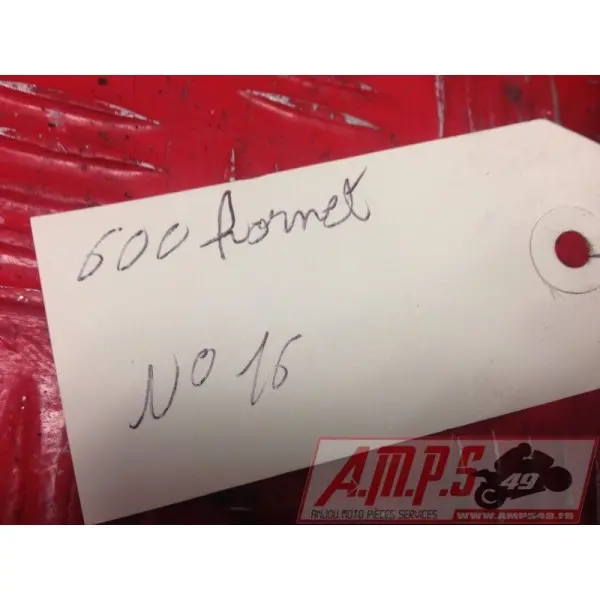 600 hornet
N° 16
A.M.P.S
49
ANJOU MOTO PIÈCES SERVICES
WWW.AMPS49.FR